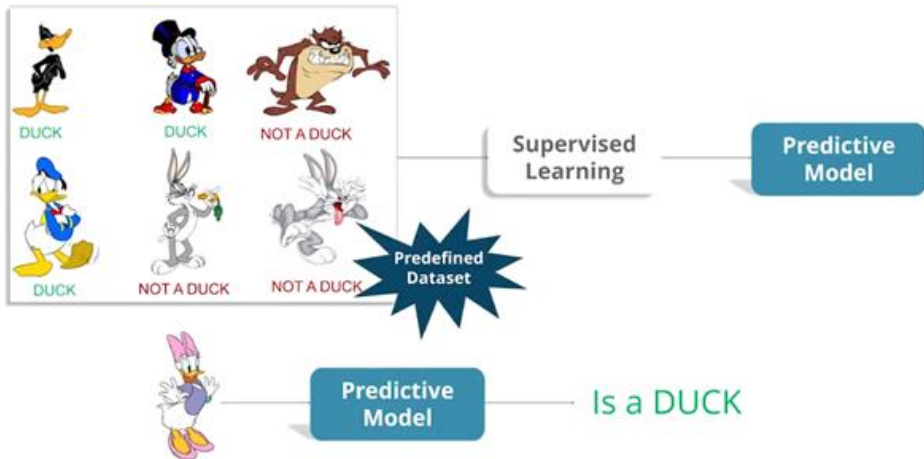 DUCK
DUCK
NOT A DUCK
DUCK
NOT A DUCK
NOT A DUCK
Predefined
Dataset
Supervised
Learning
Predictive
Model
Predictive
Model
Is a DUCK